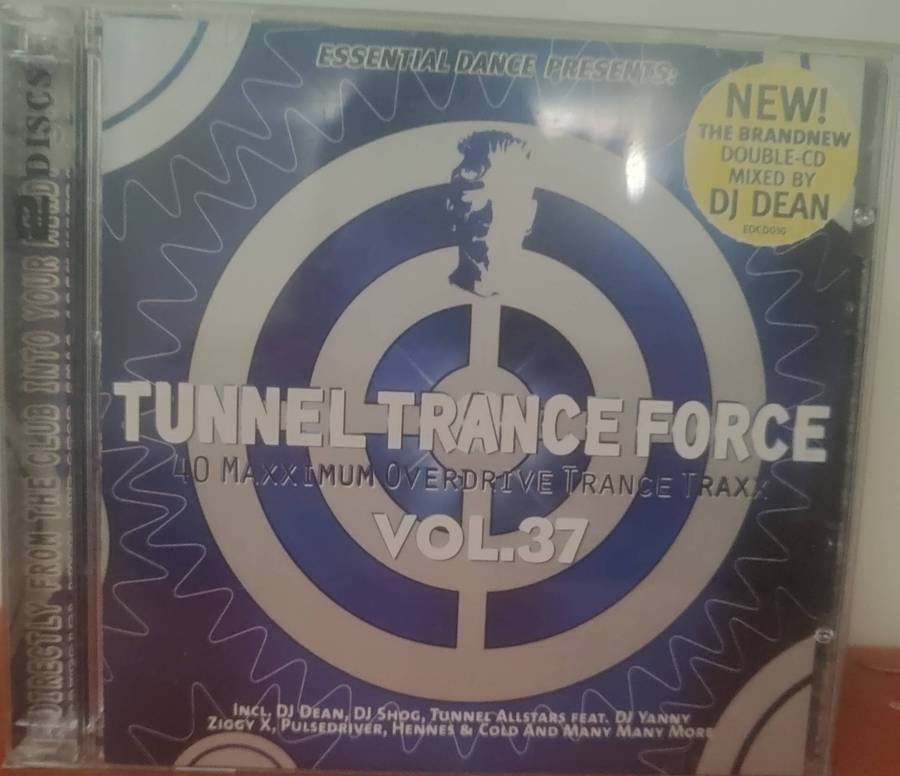 ESSENTIAL DANCE PRESENTS:
NEW!
THE BRANDNEW
DOUBLE-CD
MIXED BY
DJ DEAN
EDCD030
TUNNEL TRANCE FORCE
40 MAXXIMUM OVERDRIVE TRANCE TRAXX
VOL.37
INCL. DJ DEAN, DJ SHOG, TUNNEL ALLSTARS FEAT. DJ YANNY
ZIGGY X, PULSEDRIVER, HENNES & COLD AND MANY MANY MORE
DIRECTLY FROM THE CLUB INTO YOUR
DISCS